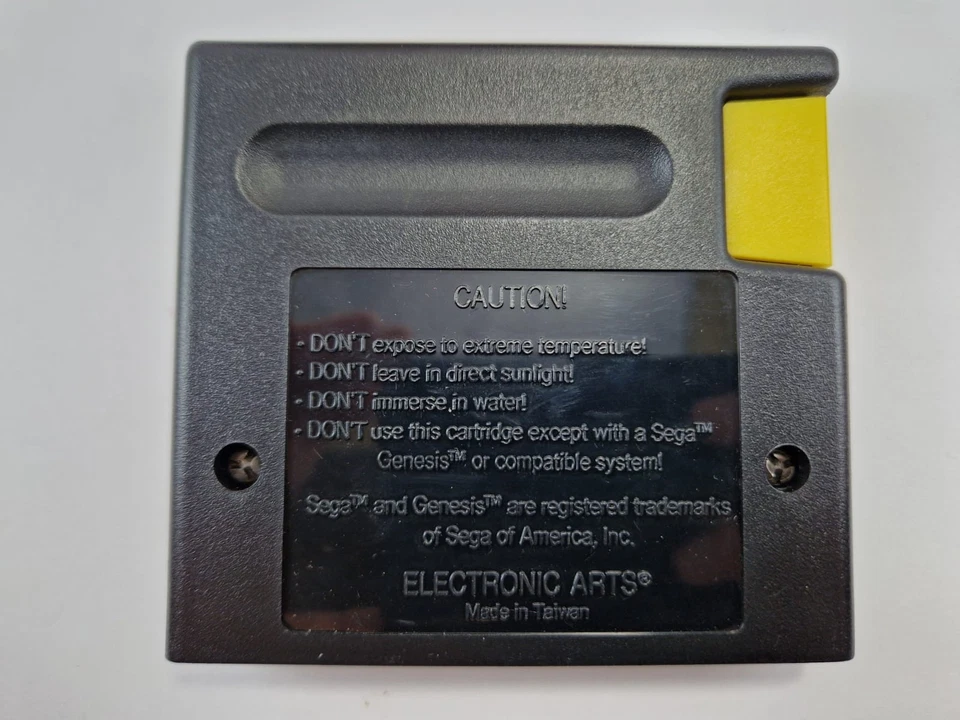 CAUTION!
- DON'T expose to extreme temperature!
- DON'T leave in direct sunlight!
- DON'T immerse in water!
- DON'T use this cartridge except with a Sega™
Genesis™ or compatible system!
Sega™ and Genesis™ are registered trademarks
of Sega of America, Inc.
ELECTRONIC ARTS®
Made in Taiwan